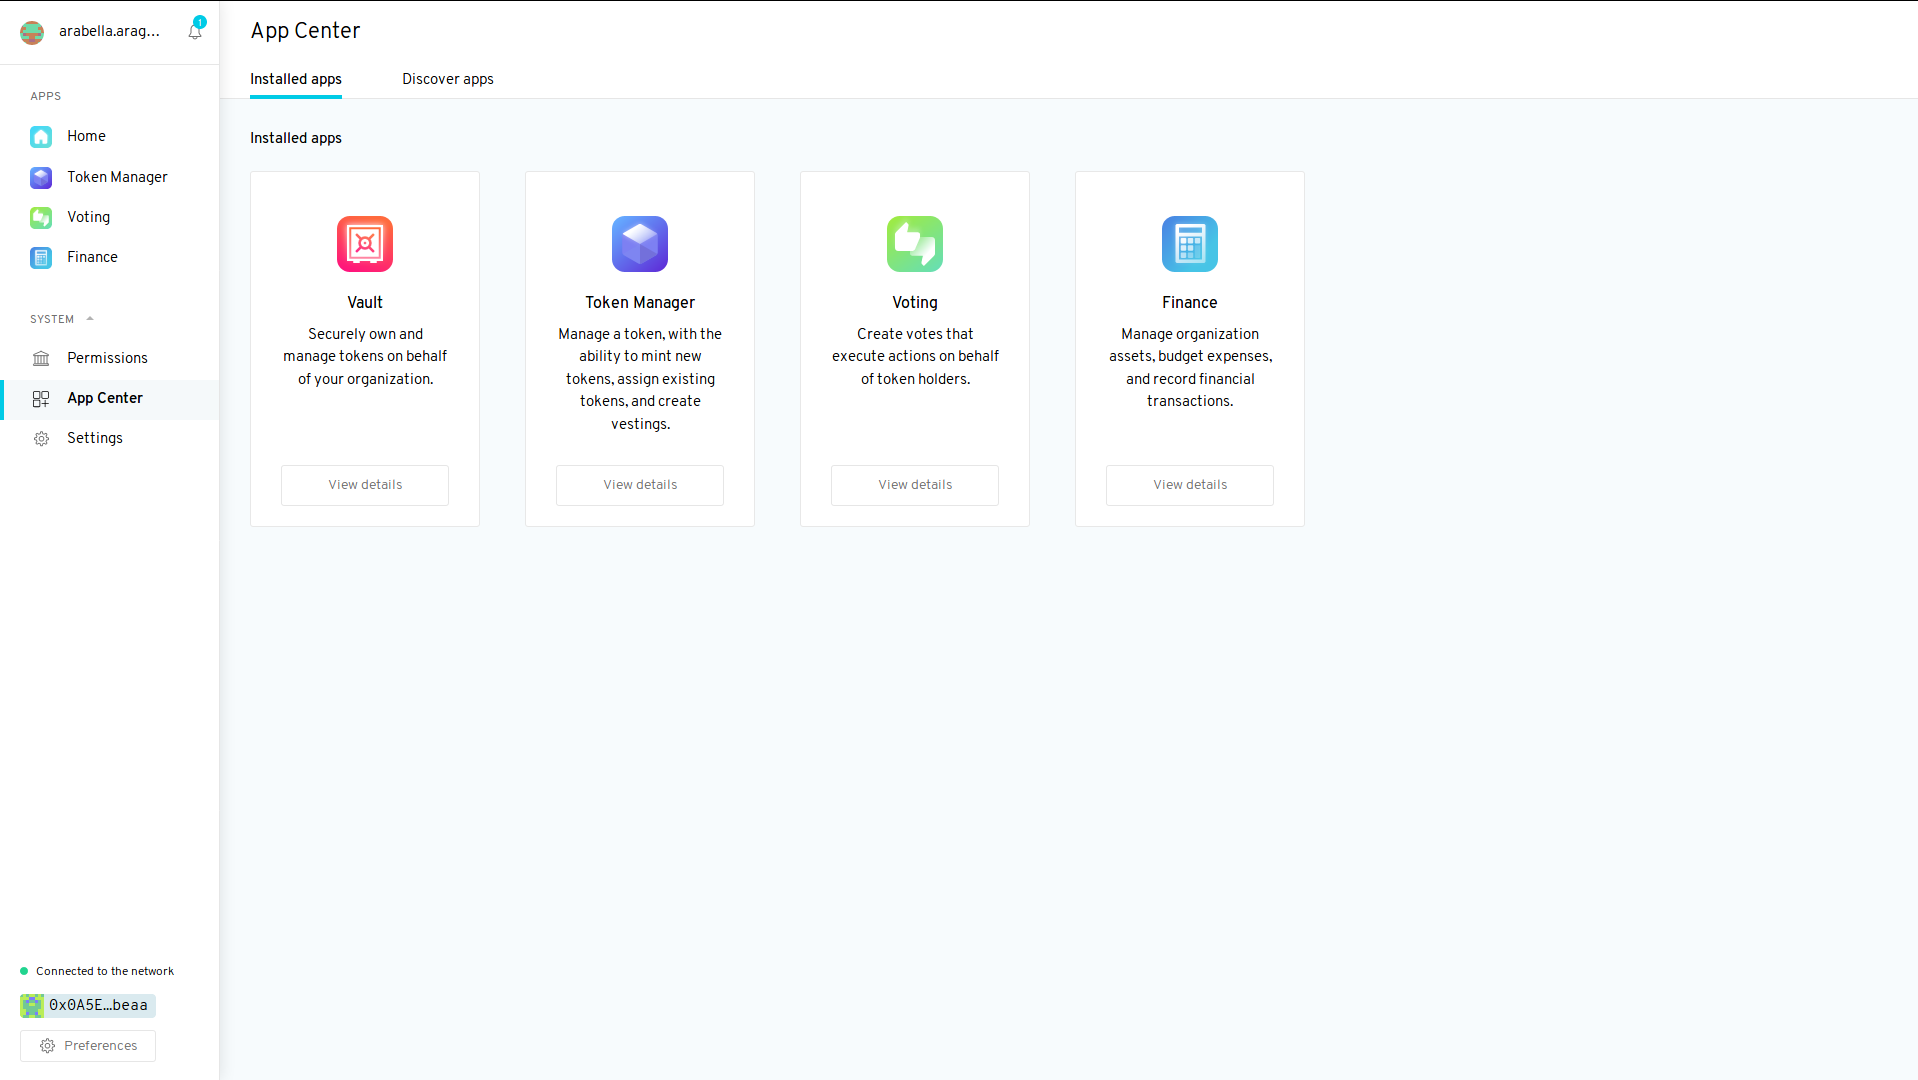 arabella.arag...
1
APPS
Home
Token Manager
Voting
Finance
SYSTEM
Permissions
App Center
Settings
Connected to the network
0x0A5E…beaa
Preferences
App Center
Installed apps
Discover apps
Installed apps
Vault
Securely own and
manage tokens on behalf
of your organization.
View details
Token Manager
Manage a token, with the
ability to mint new
tokens, assign existing
tokens, and create
vestings.
View details
Voting
Create votes that
execute actions on behalf
of token holders.
View details
Finance
Manage organization
assets, budget expenses,
and record financial
transactions.
View details